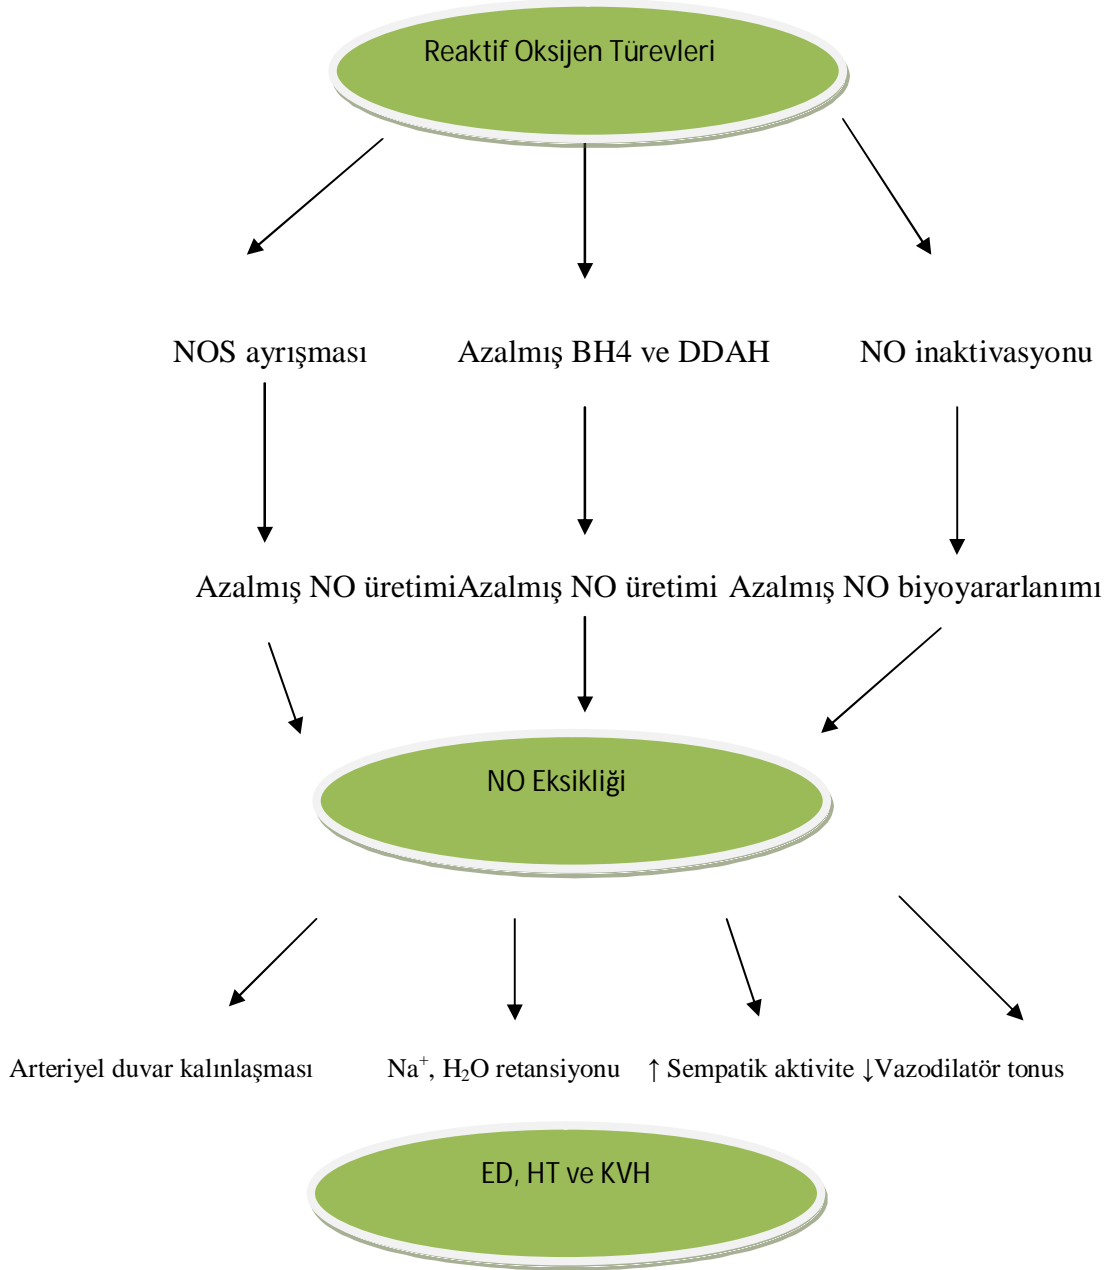 Reaktif Oksijen Türevleri
NOS ayrışması Azalmış BH4 ve DDAH NO inaktivasyonu
Azalmış NO üretimiAzalmış NO üretimi Azalmış NO biyoyararlanımı
NO Eksikliği
Arteriyel duvar kalınlaşması Na⁺, H₂O retansiyonu ↑ Sempatik aktivite ↓Vazodilatör tonus
ED, HT ve KVH